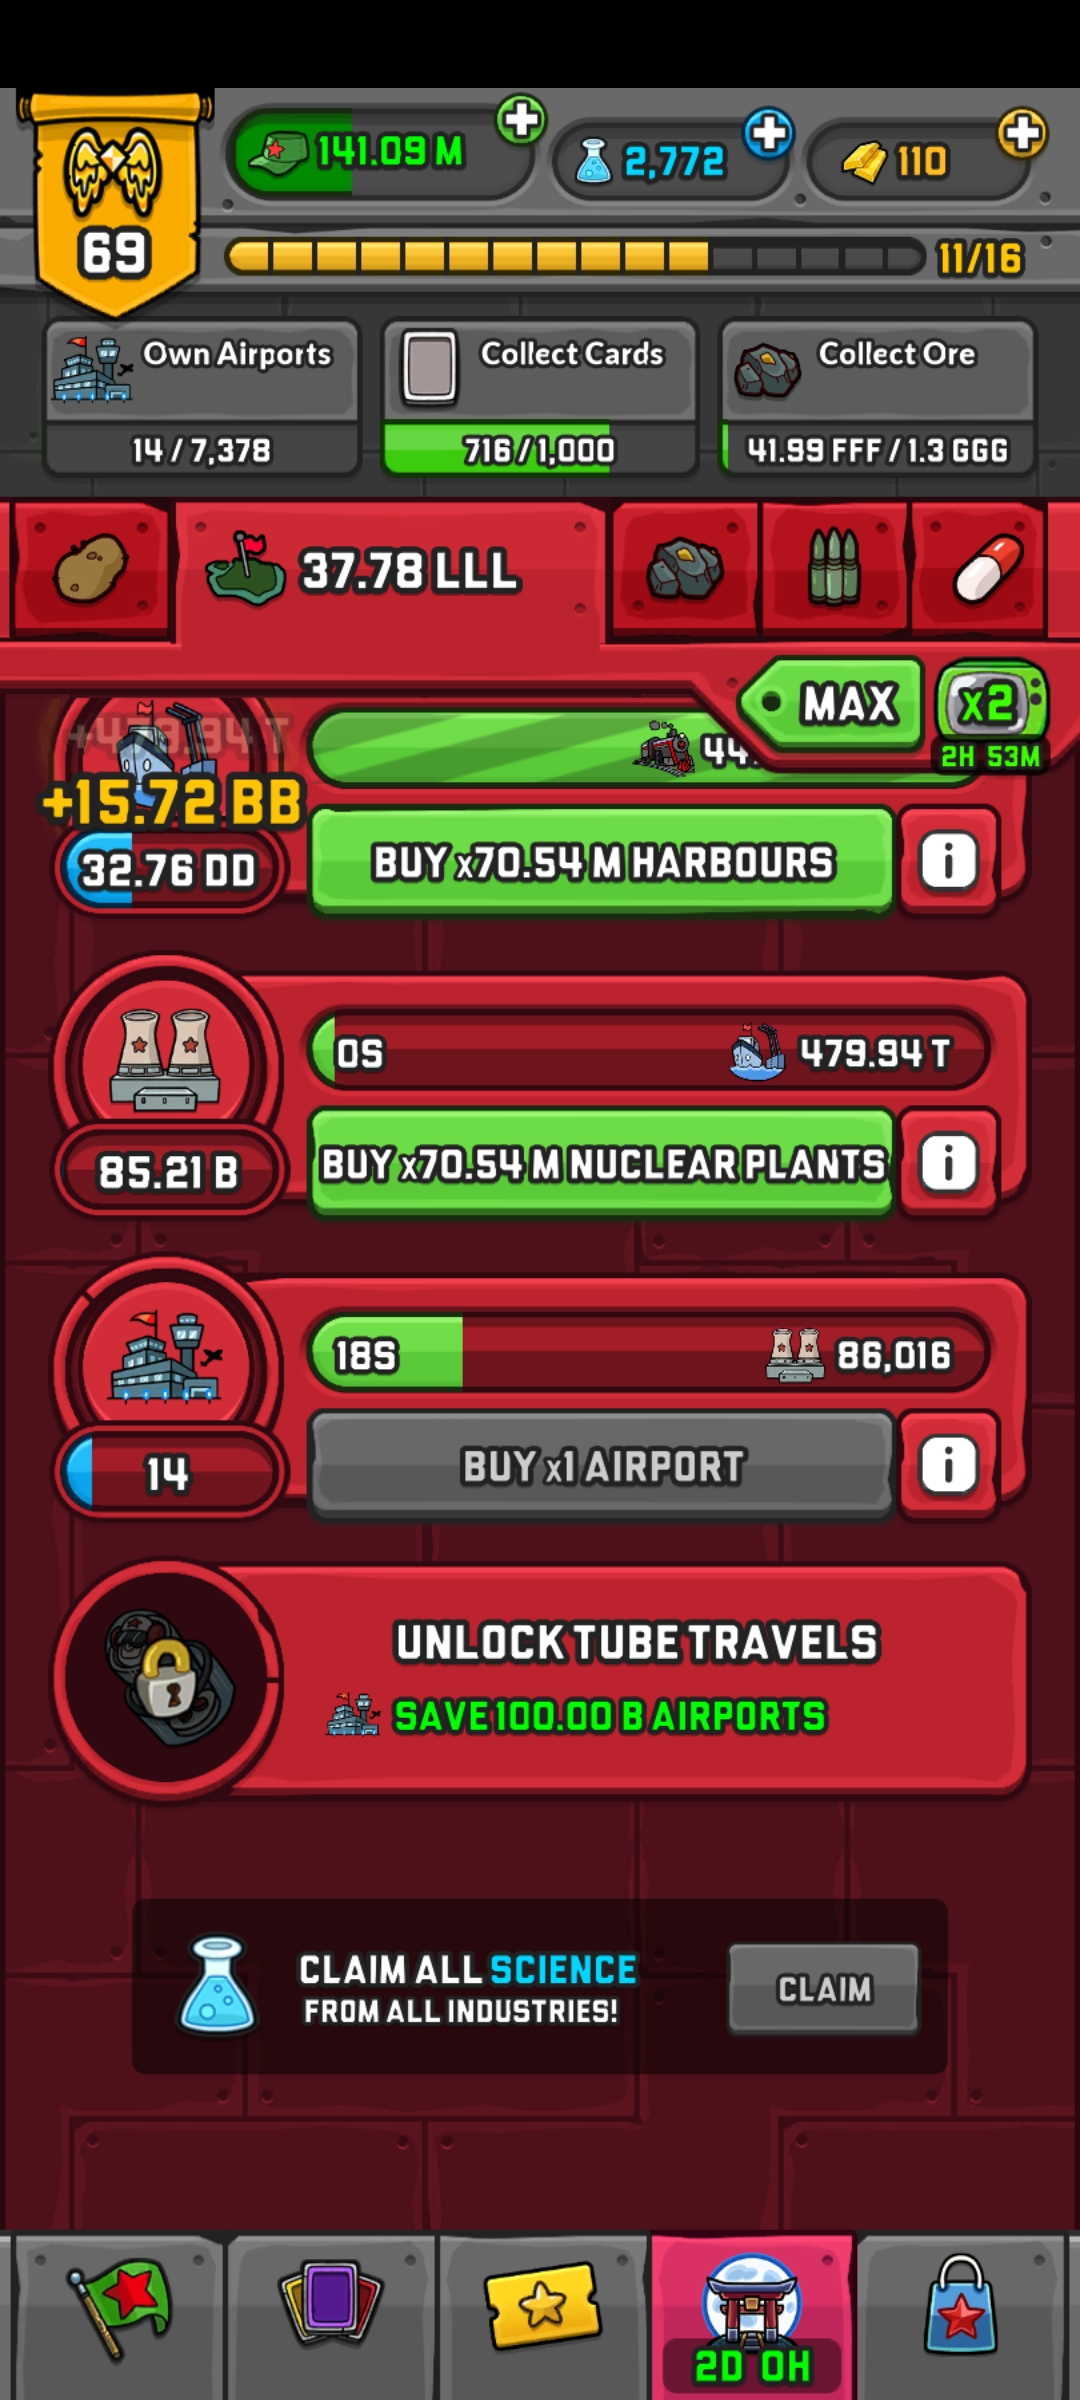 141.09 M
2,772
110
69
11/16
Own Airports
Collect Cards
Collect Ore
14 / 7,378
716 / 1,000
41.99 FFF / 1.3 GGG
37.78 LLL
MAX
x2
2H 53M
+479.94 T
44.
+15.72 BB
32.76 DD
BUY x70.54 M HARBOURS
i
0S
479.94 T
85.21 B
BUY x70.54 M NUCLEAR PLANTS
i
18S
86,016
14
BUY x1 AIRPORT
i
UNLOCK TUBE TRAVELS
SAVE 100.00 B AIRPORTS
CLAIM ALL SCIENCE
FROM ALL INDUSTRIES!
CLAIM
2D 0H